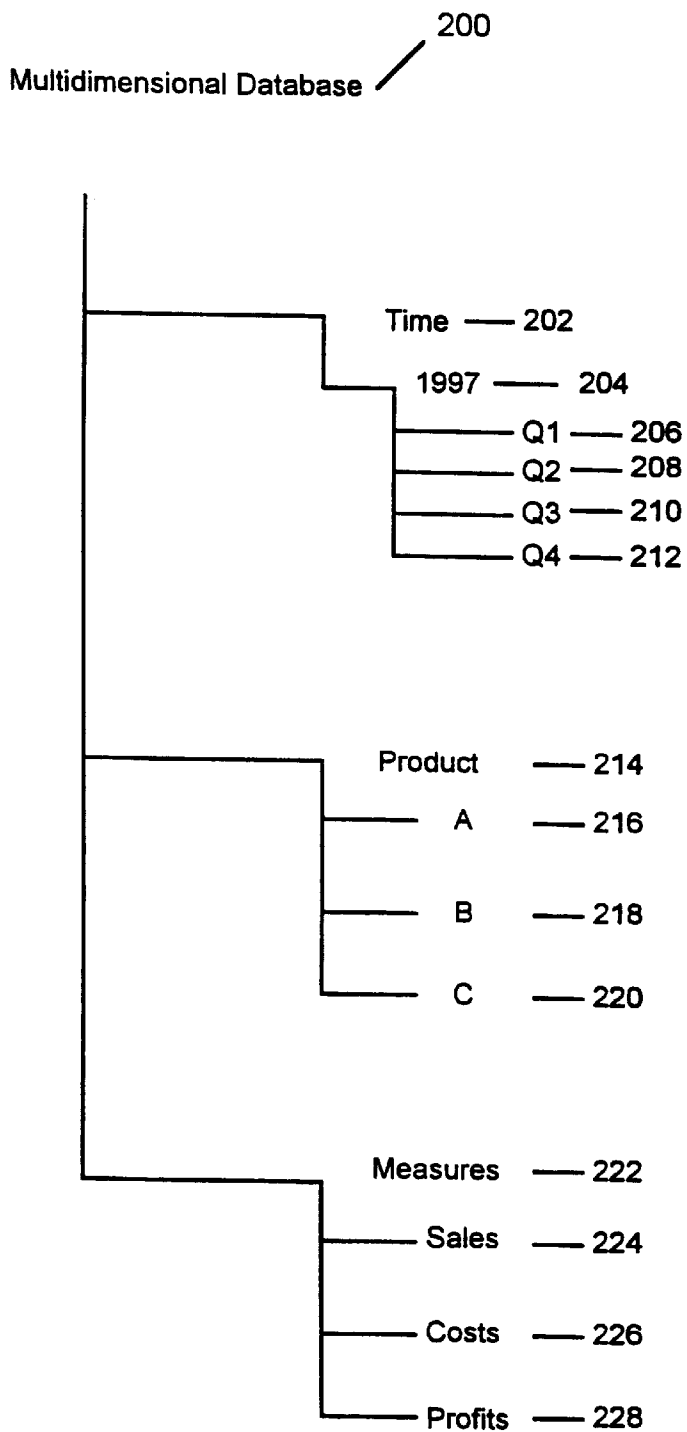 200
Multidimensional Database
Time 202
1997 204
Q1 206
Q2 208
Q3 210
Q4 212
Product 214
A 216
B 218
C 220
Measures 222
Sales 224
Costs 226
Profits 228